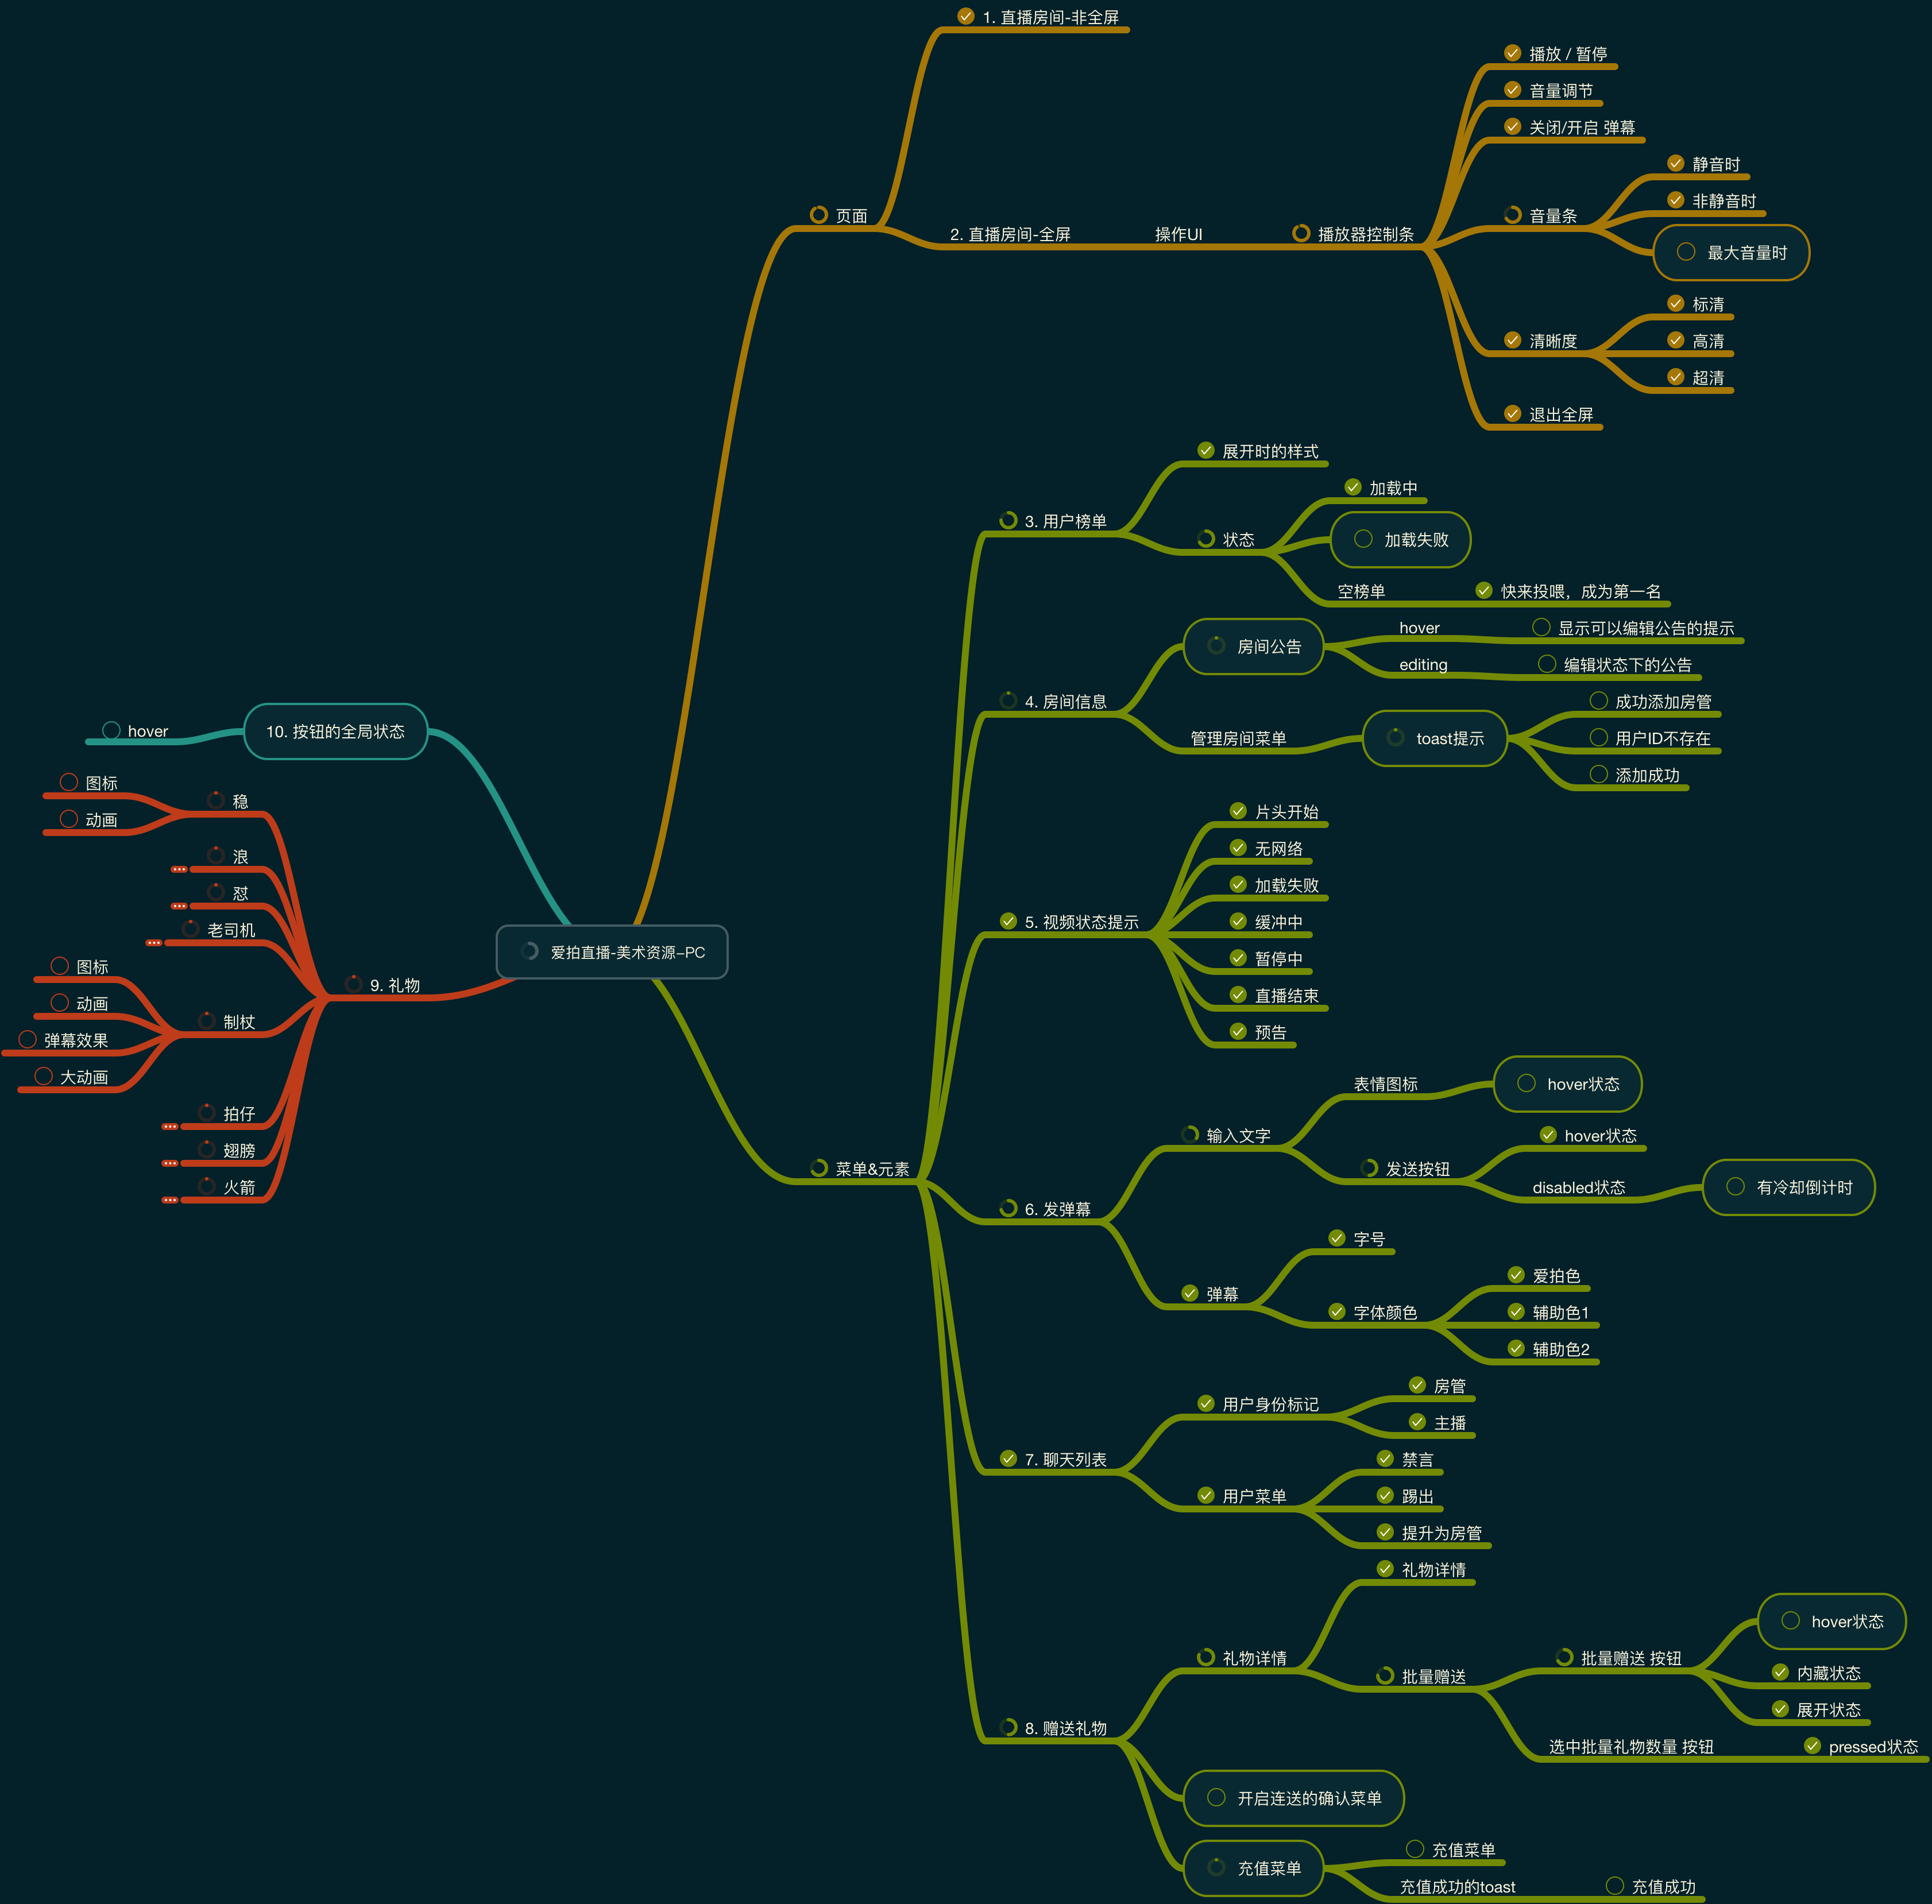 爱拍直播-美术资源–PC
页面
1. 直播房间-非全屏
2. 直播房间-全屏
操作UI
播放器控制条
播放 / 暂停
音量调节
关闭/开启 弹幕
音量条
静音时
非静音时
最大音量时
清晰度
标清
高清
超清
退出全屏
菜单&元素
3. 用户榜单
展开时的样式
状态
加载中
加载失败
空榜单
快来投喂，成为第一名
4. 房间信息
房间公告
hover
显示可以编辑公告的提示
editing
编辑状态下的公告
管理房间菜单
toast提示
成功添加房管
用户ID不存在
添加成功
5. 视频状态提示
片头开始
无网络
加载失败
缓冲中
暂停中
直播结束
预告
6. 发弹幕
输入文字
表情图标
hover状态
发送按钮
hover状态
disabled状态
有冷却倒计时
弹幕
字号
字体颜色
爱拍色
辅助色1
辅助色2
7. 聊天列表
用户身份标记
房管
主播
用户菜单
禁言
踢出
提升为房管
8. 赠送礼物
礼物详情
礼物详情
批量赠送
批量赠送 按钮
hover状态
内藏状态
展开状态
选中批量礼物数量 按钮
pressed状态
开启连送的确认菜单
充值菜单
充值菜单
充值成功的toast
充值成功
9. 礼物
稳
图标
动画
浪
怼
老司机
制杖
图标
动画
弹幕效果
大动画
拍仔
翅膀
火箭
10. 按钮的全局状态
hover